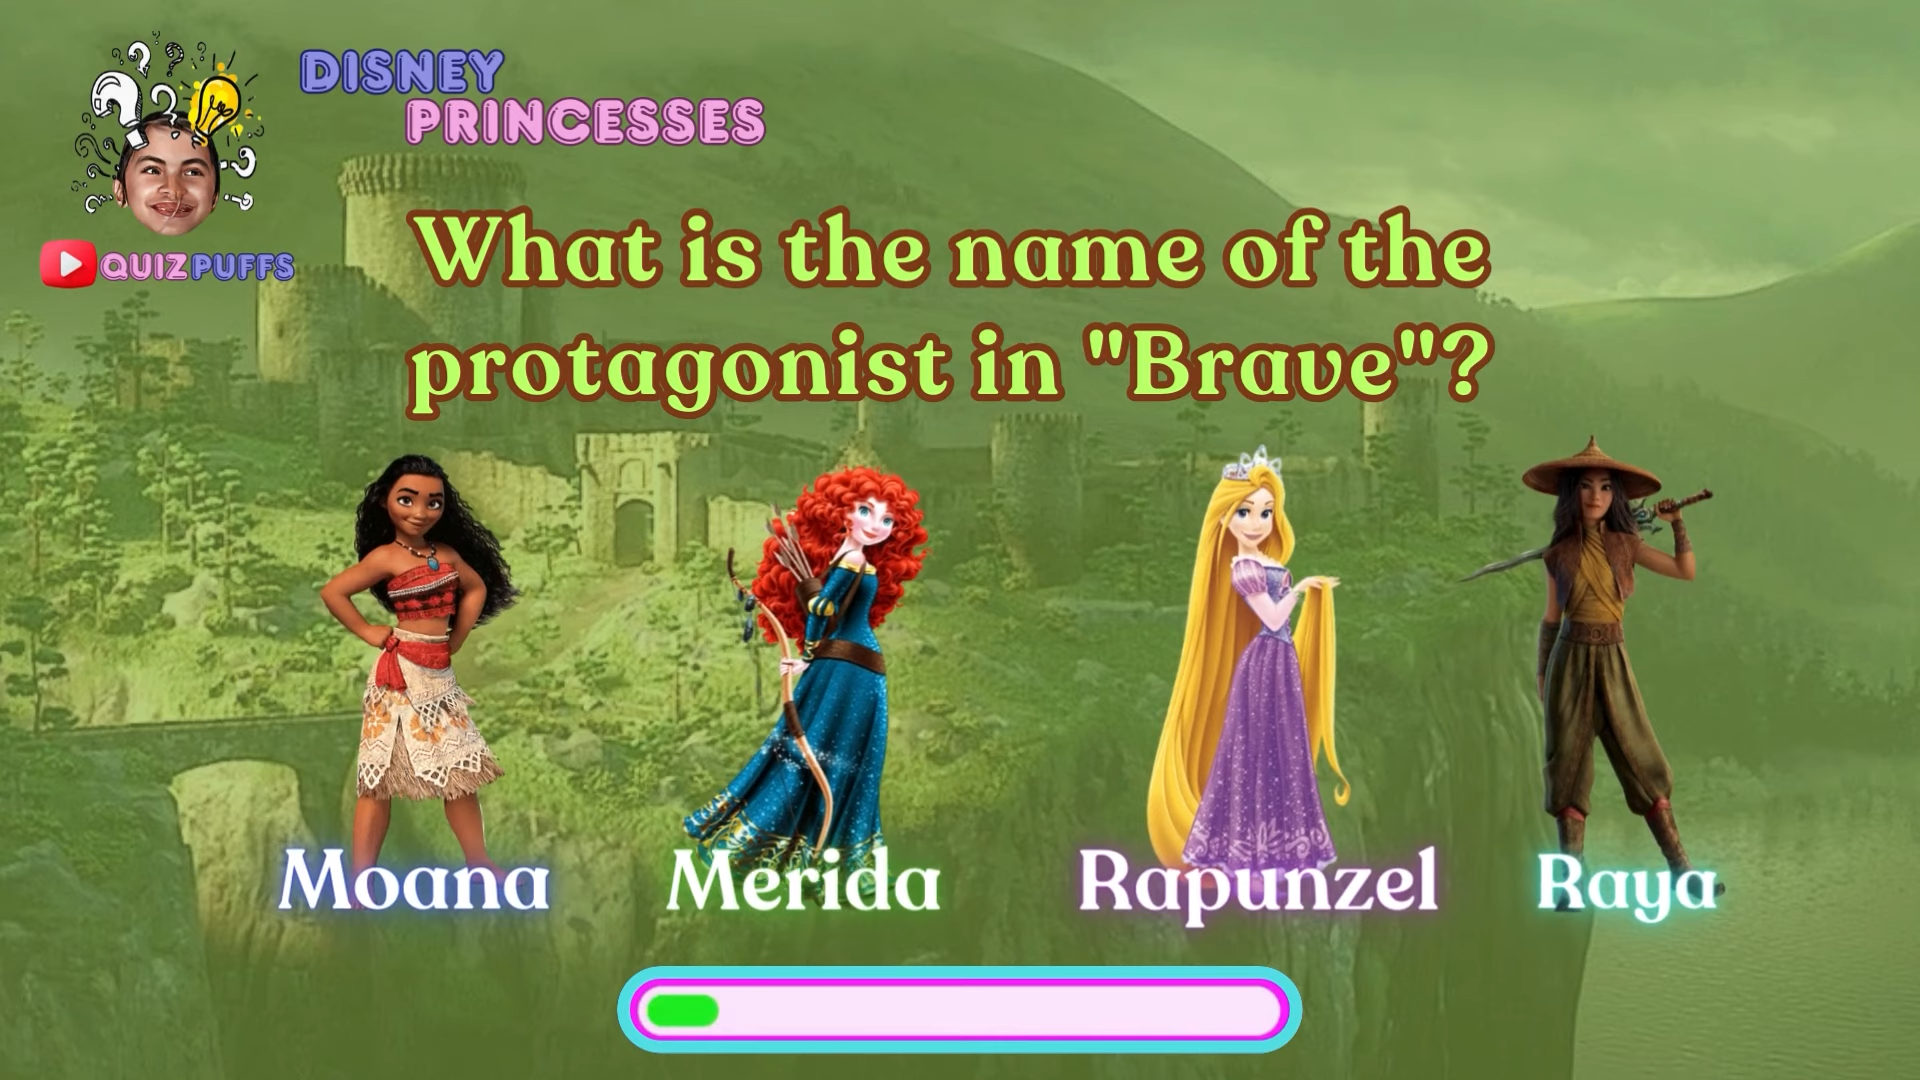 DISNEY
PRINCESSES
QUIZPUFFS
What is the name of the
protagonist in "Brave"?
Moana Merida Rapunzel Raya